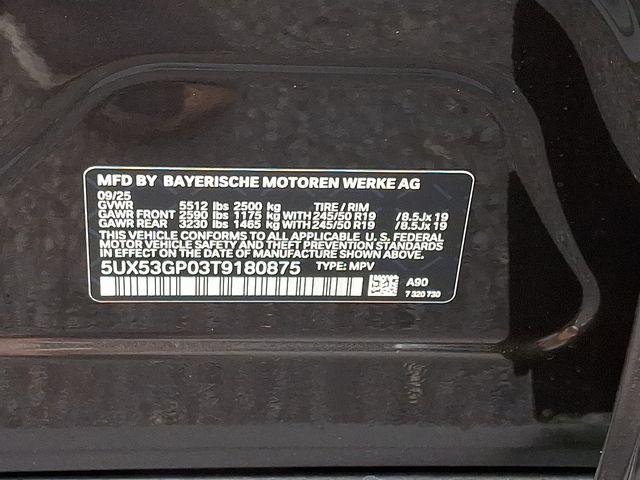 MFD BY BAYERISCHE MOTOREN WERKE AG
09/25
GVWR 5512 lbs 2500 kg TIRE / RIM
GAWR FRONT 2590 lbs 1175 kg WITH 245/50 R19 /8.5Jx 19
GAWR REAR 3230 lbs 1465 kg WITH 245/50 R19 /8.5Jx 19
THIS VEHICLE CONFORMS TO ALL APPLICABLE U. S. FEDERAL
MOTOR VEHICLE SAFETY AND THEFT PREVENTION STANDARDS
IN EFFECT ON DATE OF MANUFACTURE SHOWN ABOVE.
5UX53GP03T9180875 TYPE: MPV
A90
7 320 730